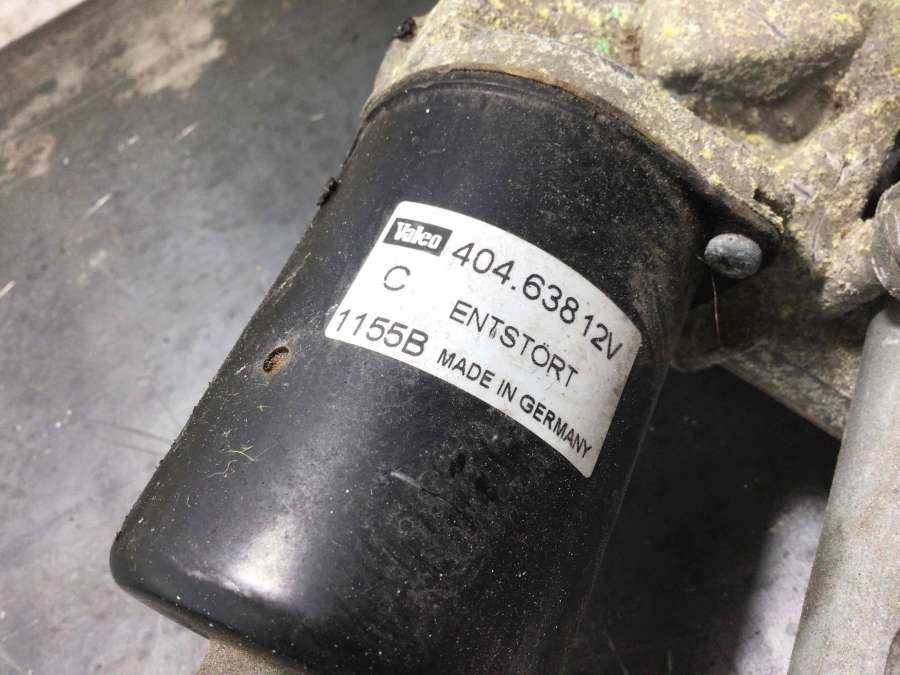 Valeo 404.638 12V
C ENTSTÖRT
1155B MADE IN GERMANY